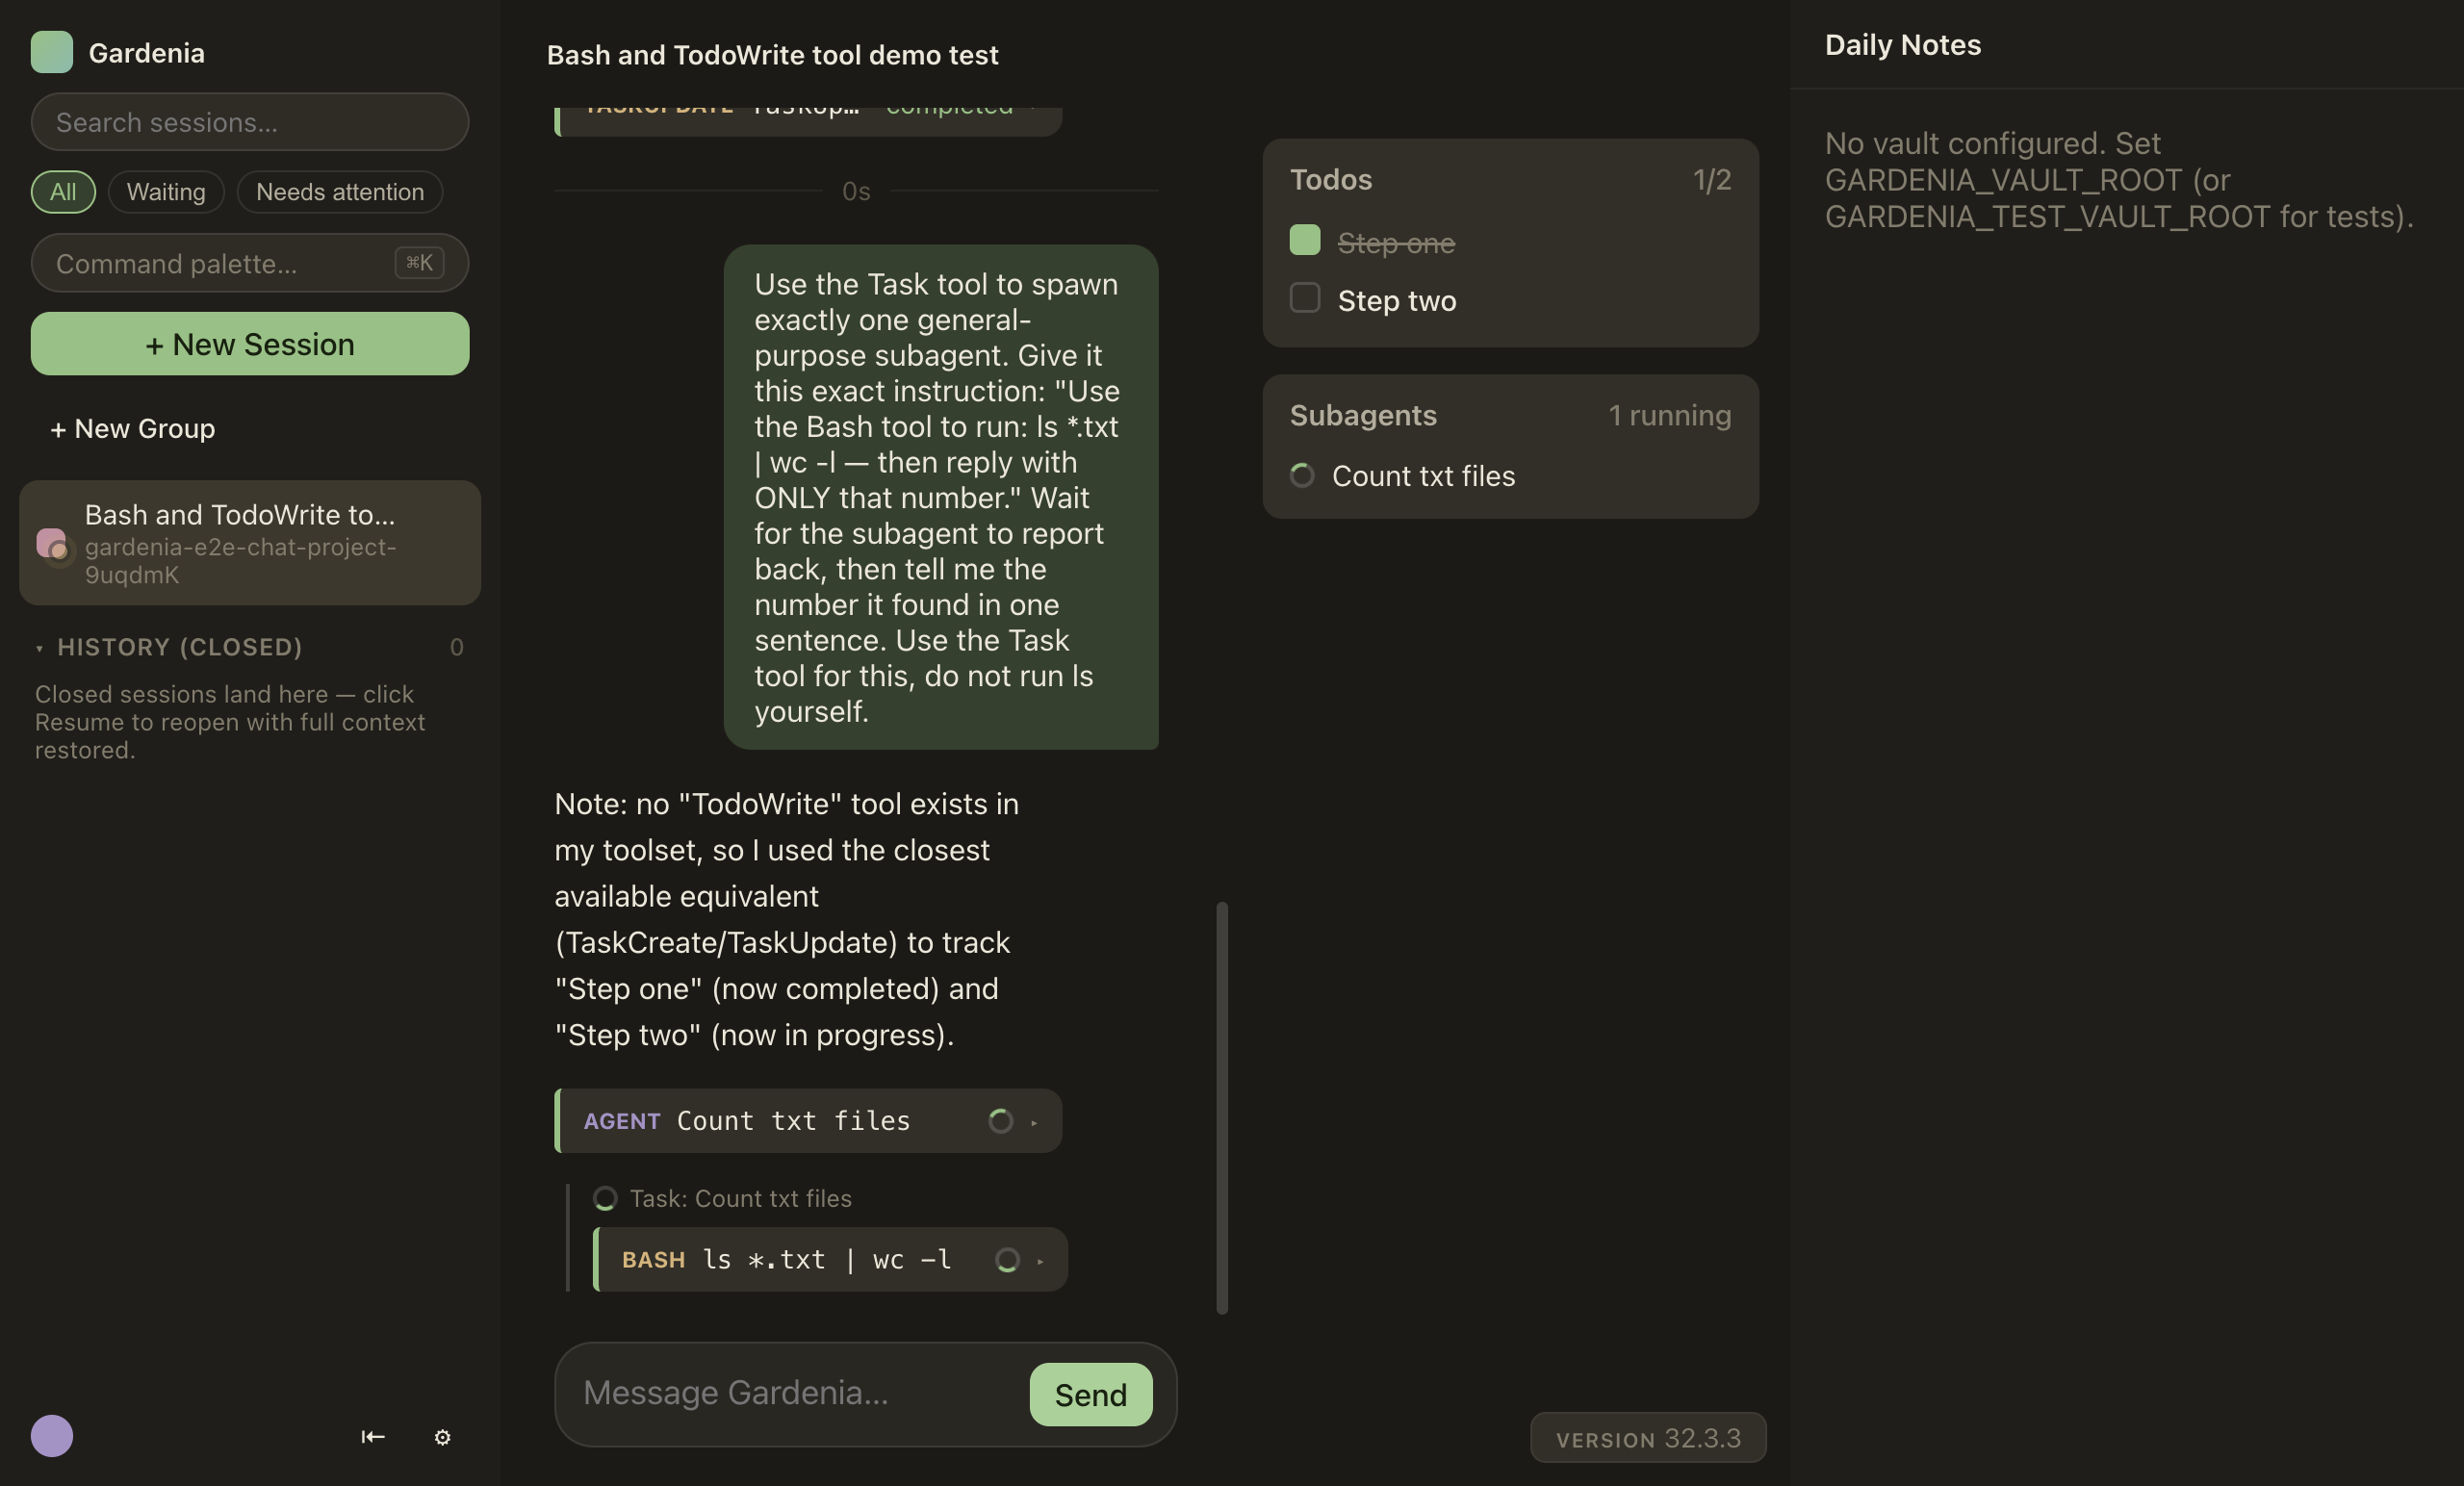 Gardenia
Search sessions...
All
Waiting
Needs attention
Command palette...
⌘K
+ New Session
+ New Group
Bash and TodoWrite to...
gardenia-e2e-chat-project-
9uqdmK
HISTORY (CLOSED)
0
Closed sessions land here — click
Resume to reopen with full context
restored.
Bash and TodoWrite tool demo test
TASKUPDATE TaskUp… completed
0s
Use the Task tool to spawn
exactly one general-
purpose subagent. Give it
this exact instruction: "Use
the Bash tool to run: ls *.txt
| wc -l — then reply with
ONLY that number." Wait
for the subagent to report
back, then tell me the
number it found in one
sentence. Use the Task
tool for this, do not run ls
yourself.
Note: no "TodoWrite" tool exists in
my toolset, so I used the closest
available equivalent
(TaskCreate/TaskUpdate) to track
"Step one" (now completed) and
"Step two" (now in progress).
AGENT Count txt files
Task: Count txt files
BASH ls *.txt | wc -l
Message Gardenia...
Send
Todos
1/2
Step one
Step two
Subagents
1 running
Count txt files
VERSION 32.3.3
Daily Notes
No vault configured. Set
GARDENIA_VAULT_ROOT (or
GARDENIA_TEST_VAULT_ROOT for tests).